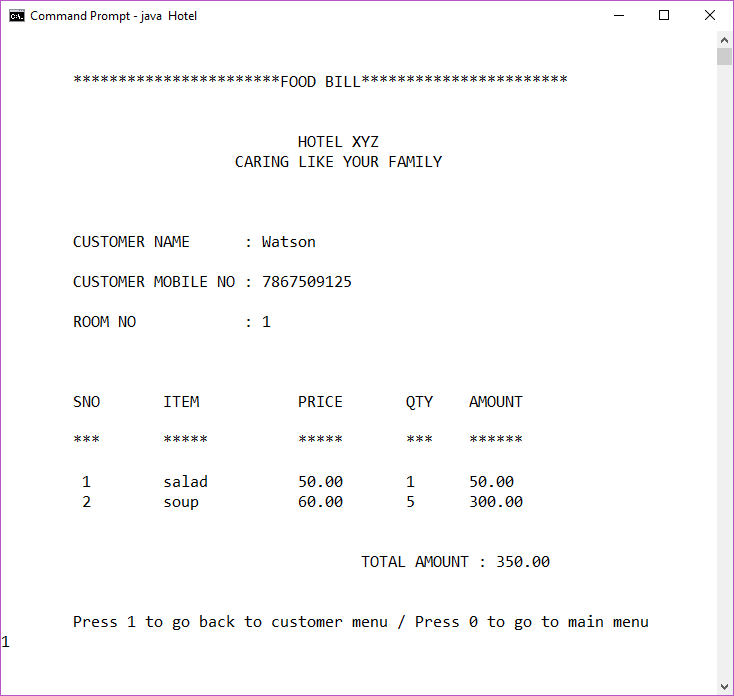 Command Prompt - java  Hotel
***********************FOOD BILL***********************
HOTEL XYZ
CARING LIKE YOUR FAMILY
CUSTOMER NAME      : Watson
CUSTOMER MOBILE NO : 7867509125
ROOM NO            : 1
SNO       ITEM           PRICE       QTY    AMOUNT
***       *****          *****       ***    ******
1        salad          50.00       1      50.00
2        soup           60.00       5      300.00
TOTAL AMOUNT : 350.00
Press 1 to go back to customer menu / Press 0 to go to main menu
1